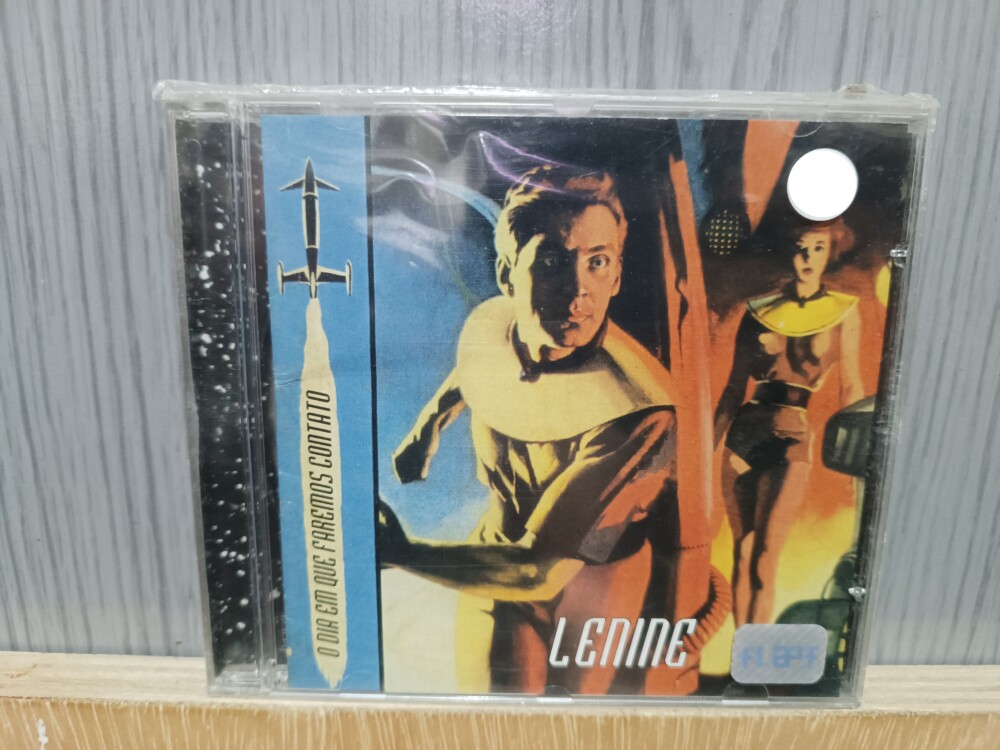 O DIA EM QUE FAREMOS CONTATO
LENINE